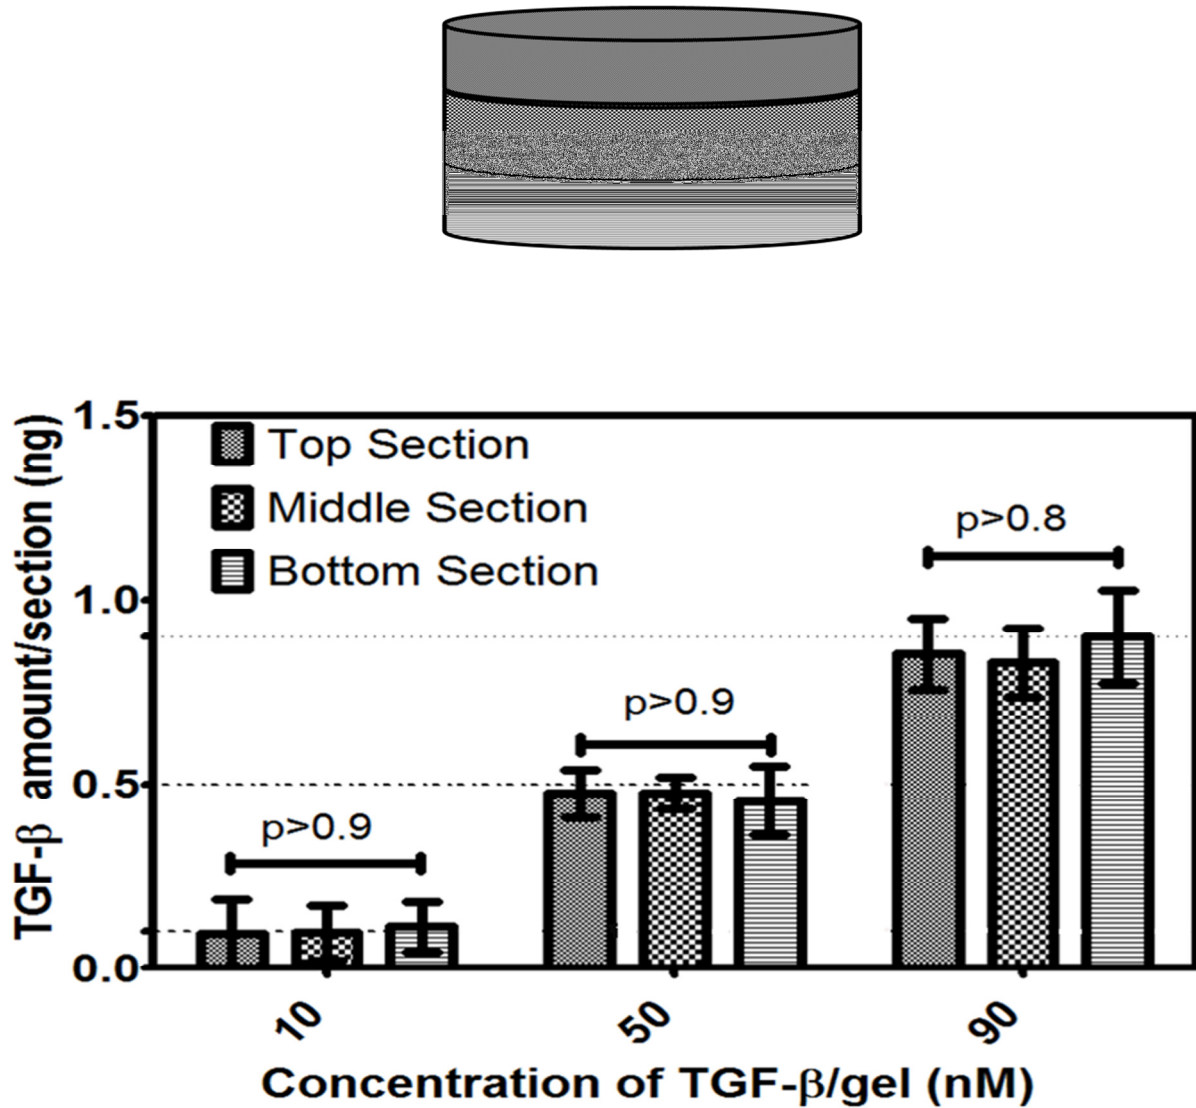 1.5
1.0
0.5
0.0
TGF-β amount/section (ng)
Top Section
Middle Section
Bottom Section
p>0.9
p>0.9
p>0.8
10
50
90
Concentration of TGF-β/gel (nM)